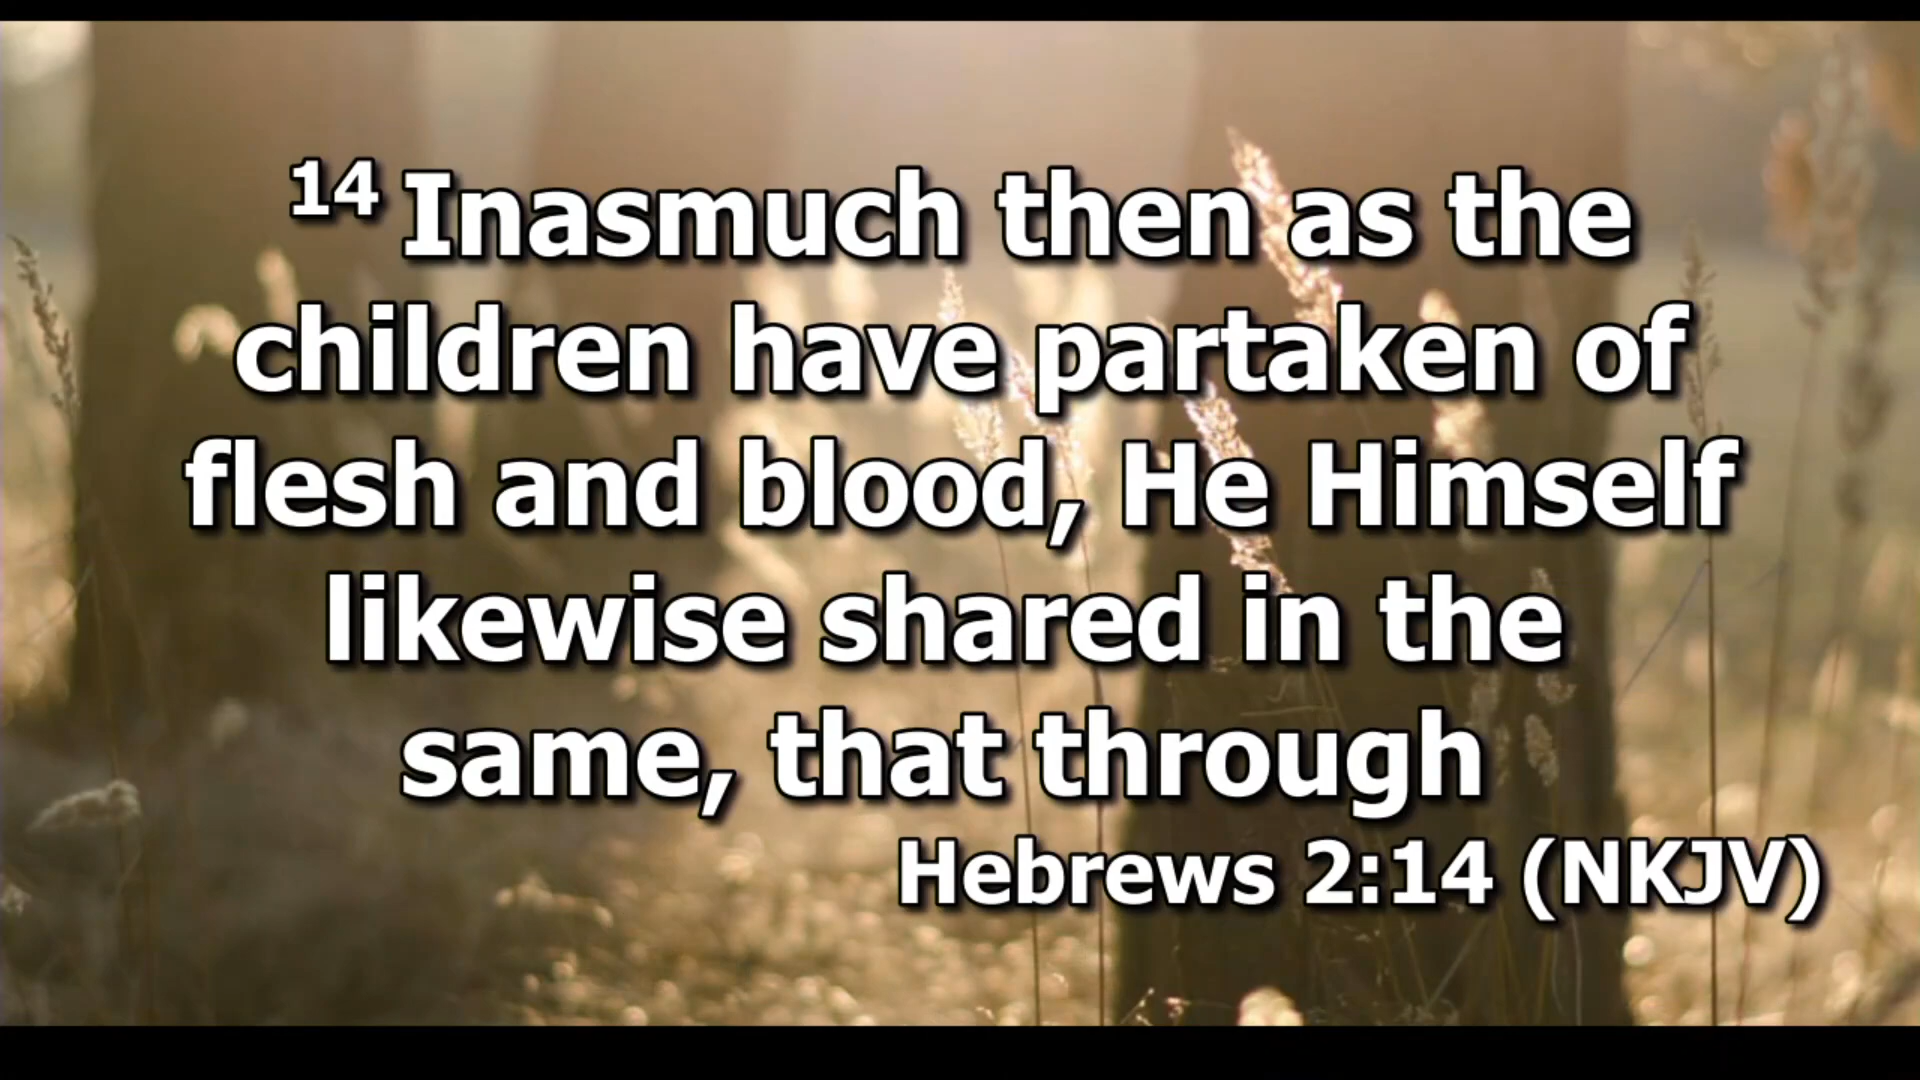 14 Inasmuch then as the
children have partaken of
flesh and blood, He Himself
likewise shared in the
same, that through
Hebrews 2:14 (NKJV)